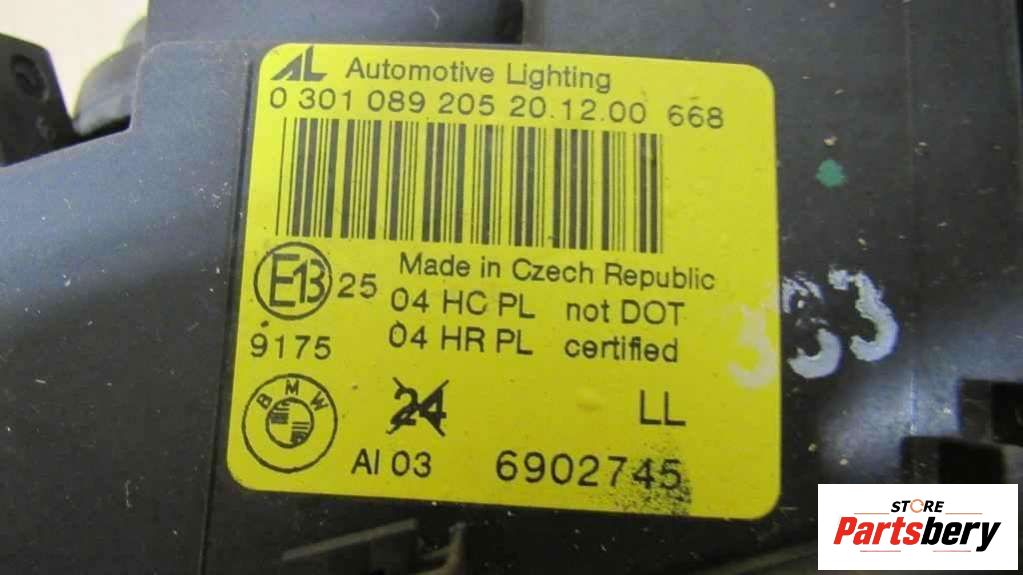 AL Automotive Lighting
0 301 089 205 20.12.00 668
Made in Czech Republic
E13 25 04 HC PL not DOT
9175 04 HR PL certified
BMW 24 LL
AI 03 6902745
333
STORE
Partsbery